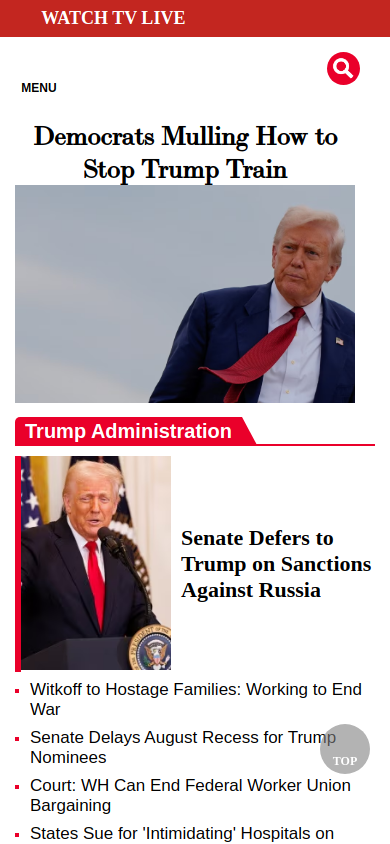 WATCH TV LIVE
MENU
Democrats Mulling How to
Stop Trump Train
Trump Administration
Senate Defers to
Trump on Sanctions
Against Russia
Witkoff to Hostage Families: Working to End
War
Senate Delays August Recess for Trump
Nominees
TOP
Court: WH Can End Federal Worker Union
Bargaining
States Sue for 'Intimidating' Hospitals on